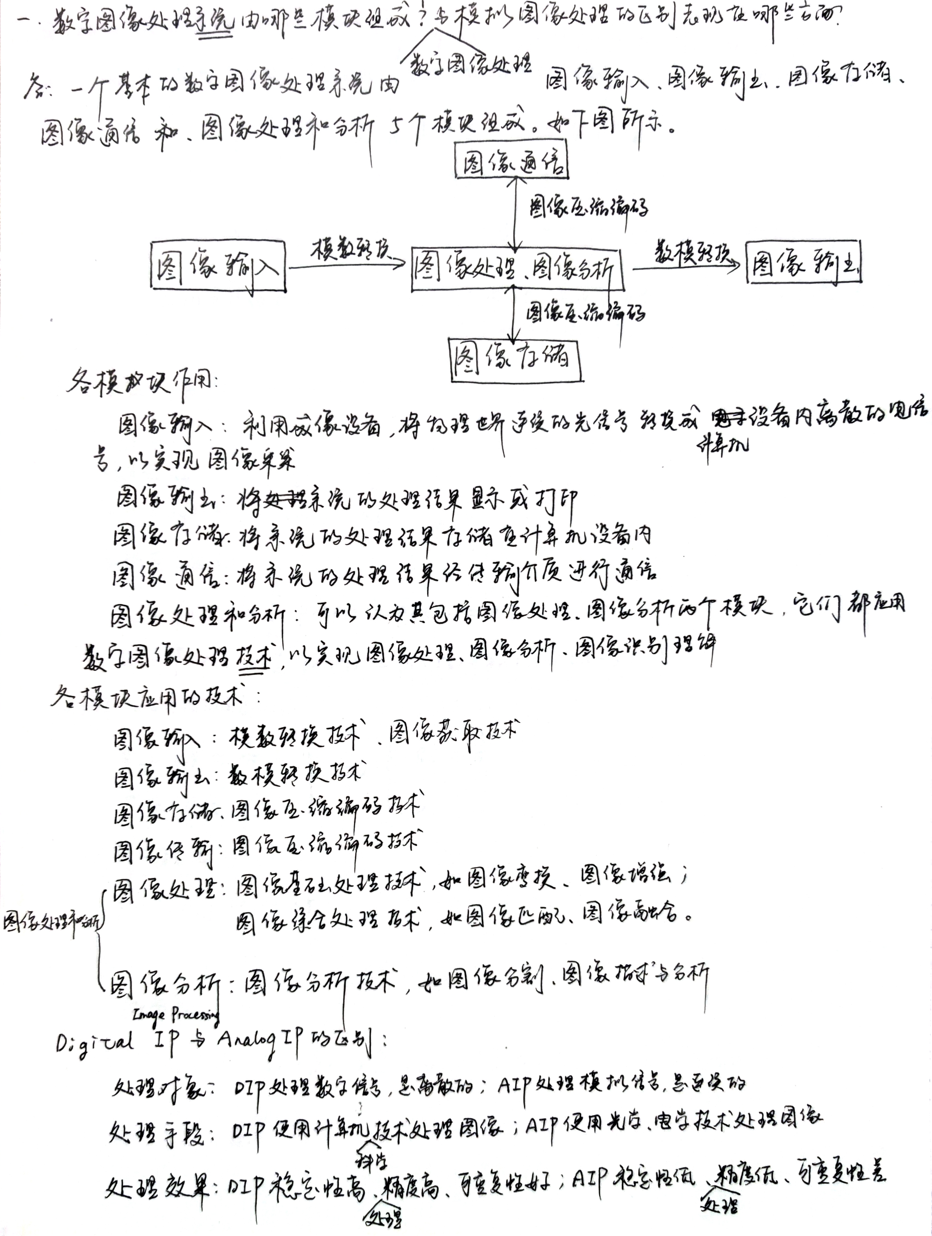 一、数字图像处理系统由哪些模块组成?与模拟图像处理的区别表现在哪些方面?
数字图像处理
答:一个基本的数字图像处理系统由 图像输入、图像输出、图像存储、
图像通信和、图像处理和分析 5个模块组成。如下图所示。
图像通信
图像压缩编码
图像输入 模数转换 图像处理、图像分析 数模转换 图像输出
图像压缩编码
图像存储
各模块作用:
图像输入:利用成像设备,将物理世界连续的光信号转换成 设备内离散的电信
计算机
号,以实现图像采集
图像输出:将系统的处理结果显示或打印
图像存储:将系统的处理结果存储至计算机设备内
图像通信:将系统的处理结果经传输介质进行通信
图像处理和分析:可以认为其包括图像处理、图像分析两个模块,它们都应用
数字图像处理技术,以实现图像处理、图像分析、图像识别理解
各模块应用的技术:
图像输入:模数转换技术、图像获取技术
图像输出:数模转换技术
图像存储:图像压缩编码技术
图像传输:图像压缩编码技术
图像处理:图像基础处理技术,如图像变换、图像增强;
图像处理和分析
图像综合处理技术,如图像匹配、图像融合。
图像分析:图像分析技术,如图像分割、图像描述与分析
Image Processing
Digital IP 与 Analog IP 的区别:
处理对象:DIP处理数字信号,是离散的;AIP处理模拟信号,是连续的
处理手段:DIP使用计算机技术处理图像;AIP使用光学、电学技术处理图像
科学
处理效果:DIP稳定性高、精度高、可重复性好;AIP稳定性低、精度低、可重复性差
处理
处理